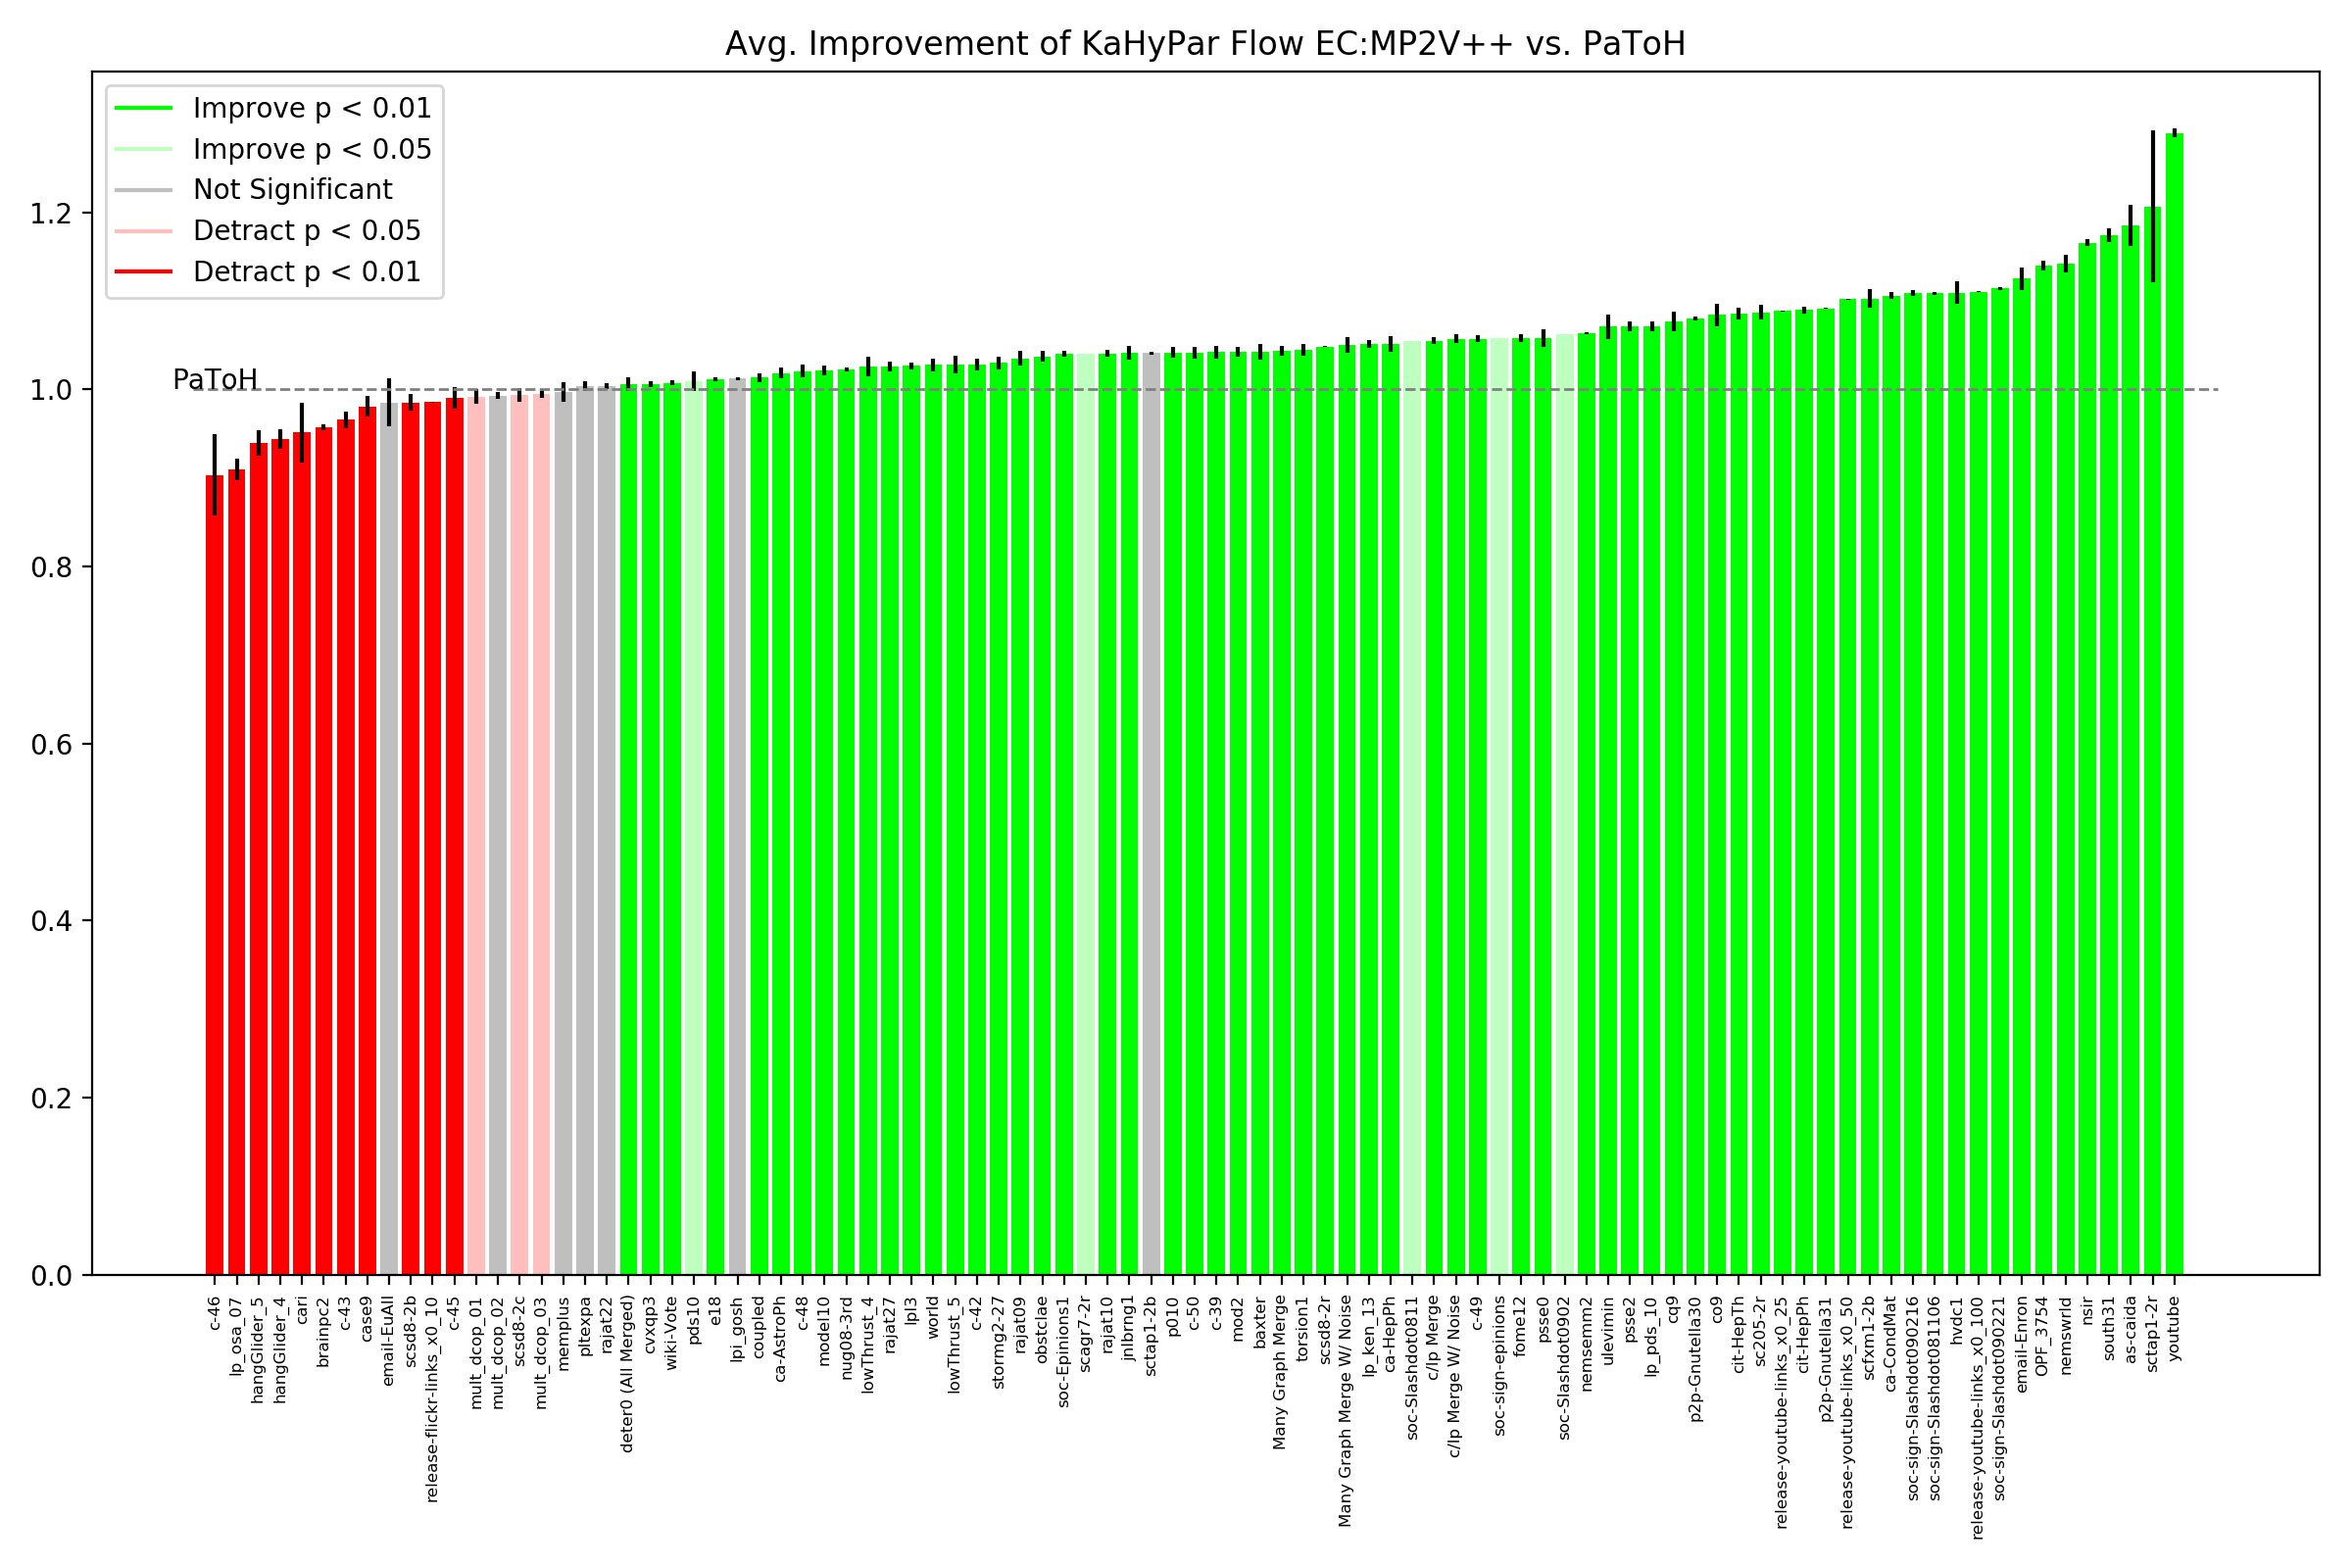 Avg. Improvement of KaHyPar Flow EC:MP2V++ vs. PaToH
Improve p < 0.01
Improve p < 0.05
Not Significant
Detract p < 0.05
Detract p < 0.01
1.2
1.0
0.8
0.6
0.4
0.2
0.0
PaToH
c-46
lp_osa_07
hangGlider_5
hangGlider_4
cari
brainpc2
c-43
case9
email-EuAll
scsd8-2b
release-flickr-links_x0_10
c-45
mult_dcop_01
mult_dcop_02
scsd8-2c
mult_dcop_03
memplus
pltexpa
rajat22
deter0 (All Merged)
cvxqp3
wiki-Vote
pds10
e18
lpi_gosh
coupled
ca-AstroPh
c-48
model10
nug08-3rd
lowThrust_4
rajat27
lpl3
world
lowThrust_5
c-42
stormg2-27
rajat09
obstclae
soc-Epinions1
scagr7-2r
rajat10
jnlbrng1
sctap1-2b
p010
c-50
c-39
mod2
baxter
Many Graph Merge
torsion1
scsd8-2r
Many Graph Merge W/ Noise
lp_ken_13
ca-HepPh
soc-Slashdot0811
c/lp Merge
c/lp Merge W/ Noise
c-49
soc-sign-epinions
fome12
psse0
soc-Slashdot0902
nemsemm2
ulevimin
psse2
lp_pds_10
cq9
p2p-Gnutella30
co9
cit-HepTh
sc205-2r
release-youtube-links_x0_25
cit-HepPh
p2p-Gnutella31
release-youtube-links_x0_50
scfxm1-2b
ca-CondMat
soc-sign-Slashdot090216
soc-sign-Slashdot081106
hvdc1
release-youtube-links_x0_100
soc-sign-Slashdot090221
email-Enron
OPF_3754
nemswrld
nsir
south31
as-caida
sctap1-2r
youtube